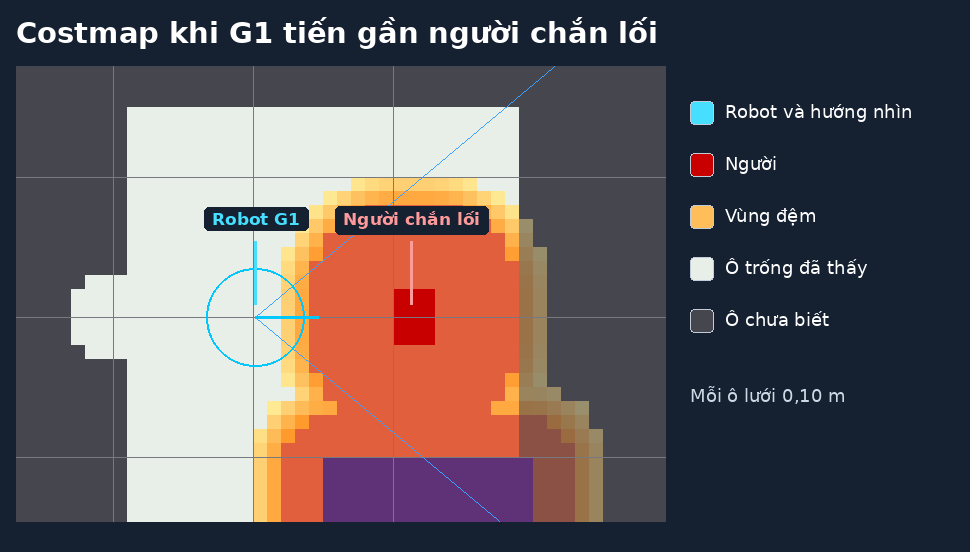 Costmap khi G1 tiến gần người chắn lối
Robot G1
Người chắn lối
Robot và hướng nhìn
Người
Vùng đệm
Ô trống đã thấy
Ô chưa biết
Mỗi ô lưới 0,10 m